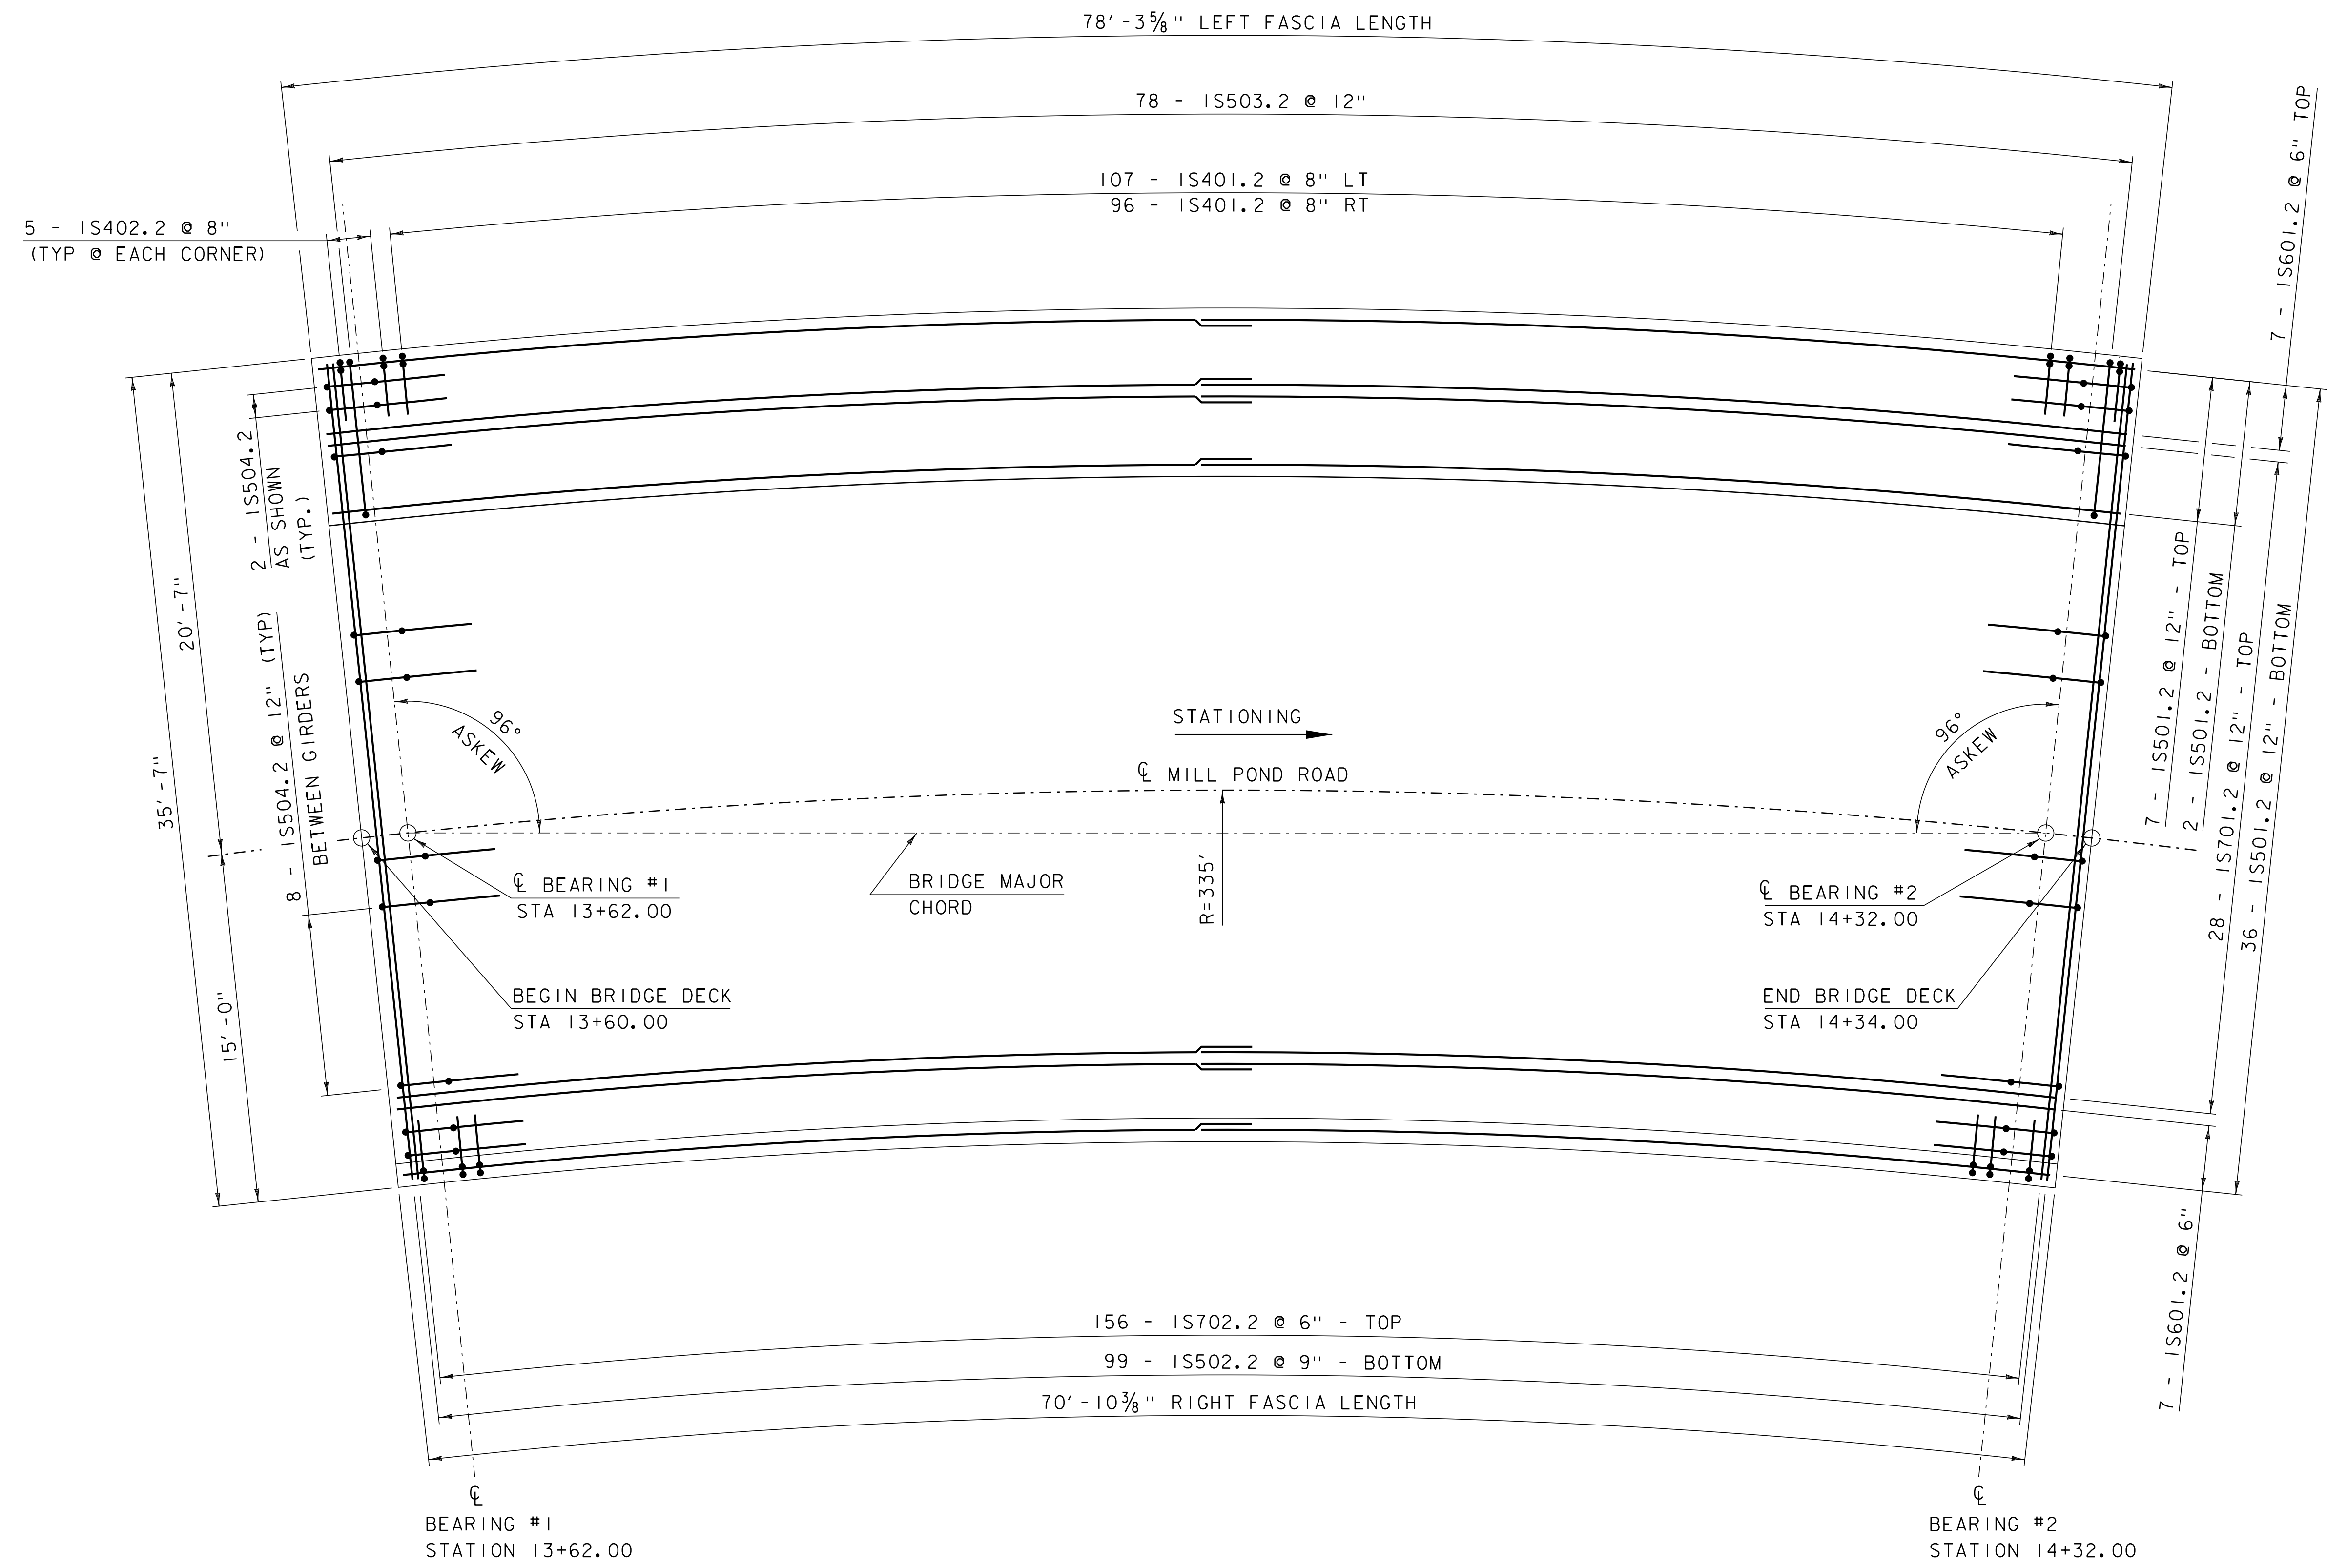 78'-3⅝" LEFT FASCIA LENGTH
78 - 1S503.2 @ 12"
107 - 1S401.2 @ 8" LT
96 - 1S401.2 @ 8" RT
5 - 1S402.2 @ 8"
(TYP @ EACH CORNER)
7 - 1S601.2 @ 6" TOP
2 - 1S504.2
AS SHOWN
(TYP.)
20'-7"
35'-7"
15'-0"
8 - 1S504.2 @ 12" (TYP)
BETWEEN GIRDERS
96°
ASKEW
STATIONING
℄ MILL POND ROAD
96°
ASKEW
R=335'
℄ BEARING #1
STA 13+62.00
BRIDGE MAJOR
CHORD
℄ BEARING #2
STA 14+32.00
BEGIN BRIDGE DECK
STA 13+60.00
END BRIDGE DECK
STA 14+34.00
7 - 1S501.2 @ 12" - TOP
2 - 1S501.2 - BOTTOM
28 - 1S701.2 @ 12" - TOP
36 - 1S501.2 @ 12" - BOTTOM
7 - 1S601.2 @ 6"
156 - 1S702.2 @ 6" - TOP
99 - 1S502.2 @ 9" - BOTTOM
70'-10⅜" RIGHT FASCIA LENGTH
℄
BEARING #1
STATION 13+62.00
℄
BEARING #2
STATION 14+32.00